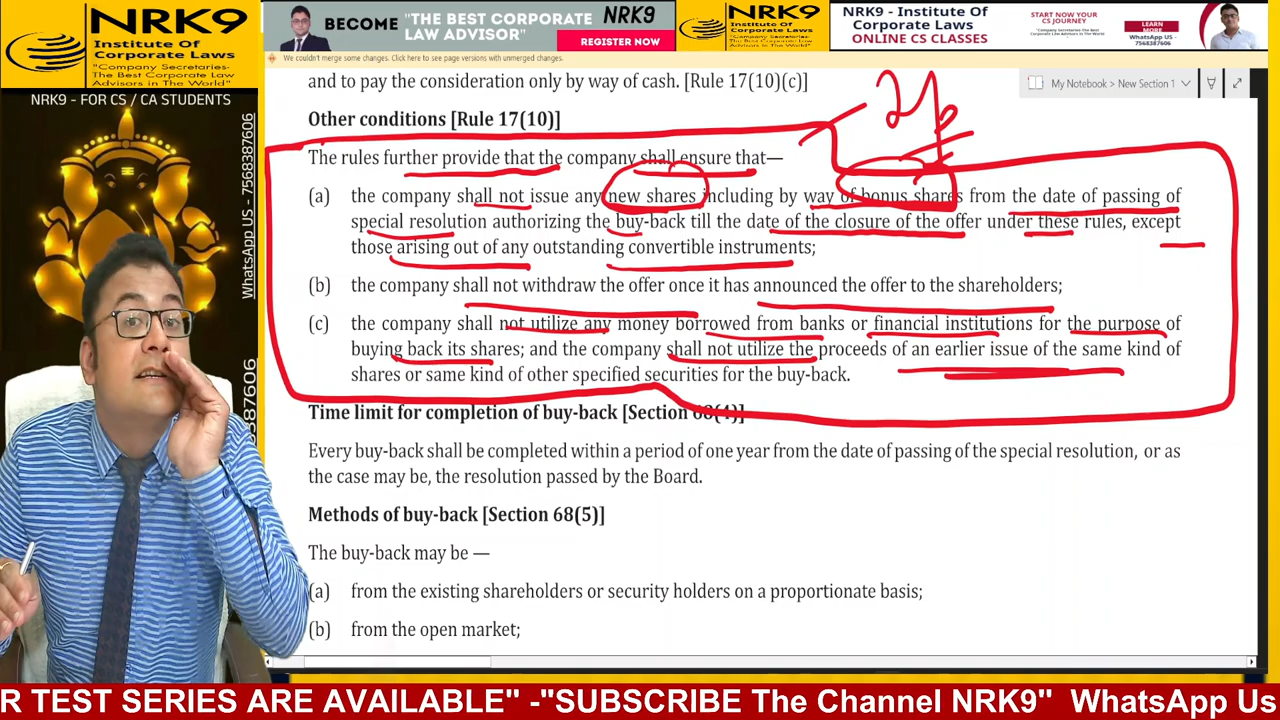 NRK9
Institute Of
Corporate Laws
"Company Secretaries-
The Best Corporate Law
Advisors in The World
NRK9 - FOR CS / CA STUDENTS
WhatsApp Us - 7568387606
BECOME "THE BEST CORPORATE
LAW ADVISOR"
NRK9
REGISTER NOW
NRK9
Institute Of
Corporate Laws
NRK9 - Institute Of
Corporate Laws
ONLINE CS CLASSES
START NOW YOUR
CS JOURNEY
LEARN
MORE
WhatsApp US -
7568387606
We couldn't merge some changes. Click here to see page versions with unmerged changes.
My Notebook > New Section 1
and to pay the consideration only by way of cash. [Rule 17(10)(c)]
Other conditions [Rule 17(10)]
The rules further provide that the company shall ensure that—
(a) the company shall not issue any new shares including by way of bonus shares from the date of passing of
special resolution authorizing the buy-back till the date of the closure of the offer under these rules, except
those arising out of any outstanding convertible instruments;
(b) the company shall not withdraw the offer once it has announced the offer to the shareholders;
(c) the company shall not utilize any money borrowed from banks or financial institutions for the purpose of
buying back its shares; and the company shall not utilize the proceeds of an earlier issue of the same kind of
shares or same kind of other specified securities for the buy-back.
Time limit for completion of buy-back [Section 68(4)]
Every buy-back shall be completed within a period of one year from the date of passing of the special resolution, or as
the case may be, the resolution passed by the Board.
Methods of buy-back [Section 68(5)]
The buy-back may be —
(a) from the existing shareholders or security holders on a proportionate basis;
(b) from the open market;
R TEST SERIES ARE AVAILABLE" -"SUBSCRIBE The Channel NRK9" WhatsApp Us